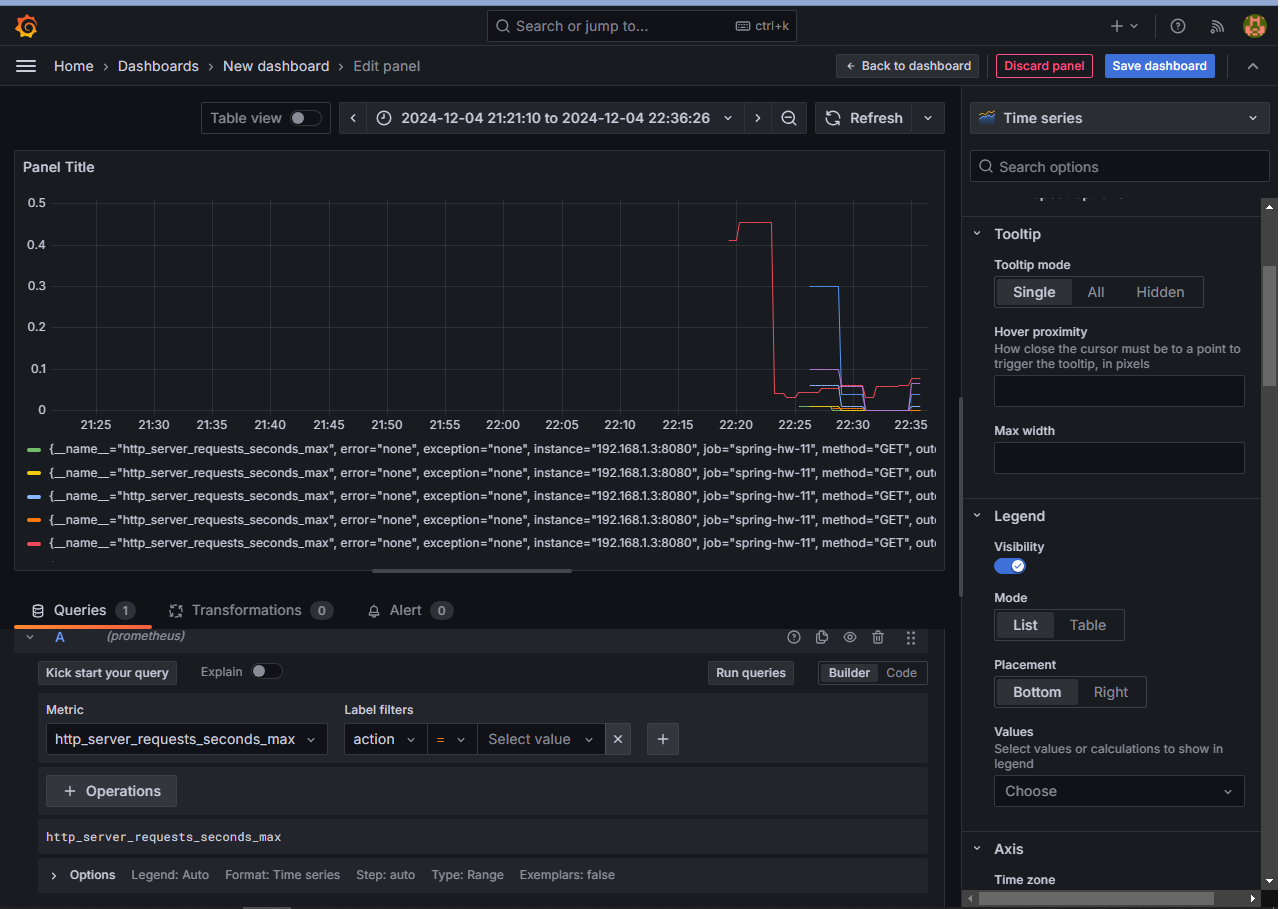 Search or jump to... ctrl+k
Home › Dashboards › New dashboard › Edit panel
← Back to dashboard Discard panel Save dashboard
Table view 2024-12-04 21:21:10 to 2024-12-04 22:36:26 Refresh
Time series
Search options
Panel Title
0.5
0.4
0.3
0.2
0.1
0
21:25 21:30 21:35 21:40 21:45 21:50 21:55 22:00 22:05 22:10 22:15 22:20 22:25 22:30 22:35
{__name__="http_server_requests_seconds_max", error="none", exception="none", instance="192.168.1.3:8080", job="spring-hw-11", method="GET", outc
{__name__="http_server_requests_seconds_max", error="none", exception="none", instance="192.168.1.3:8080", job="spring-hw-11", method="GET", outc
{__name__="http_server_requests_seconds_max", error="none", exception="none", instance="192.168.1.3:8080", job="spring-hw-11", method="GET", outc
{__name__="http_server_requests_seconds_max", error="none", exception="none", instance="192.168.1.3:8080", job="spring-hw-11", method="GET", outc
{__name__="http_server_requests_seconds_max", error="none", exception="none", instance="192.168.1.3:8080", job="spring-hw-11", method="GET", outc
Queries 1 Transformations 0 Alert 0
A (prometheus)
Kick start your query Explain Run queries Builder Code
Metric Label filters
http_server_requests_seconds_max action = Select value
+ Operations
http_server_requests_seconds_max
Options Legend: Auto Format: Time series Step: auto Type: Range Exemplars: false
Tooltip
Tooltip mode
Single All Hidden
Hover proximity
How close the cursor must be to a point to
trigger the tooltip, in pixels
Max width
Legend
Visibility
Mode
List Table
Placement
Bottom Right
Values
Select values or calculations to show in
legend
Choose
Axis
Time zone